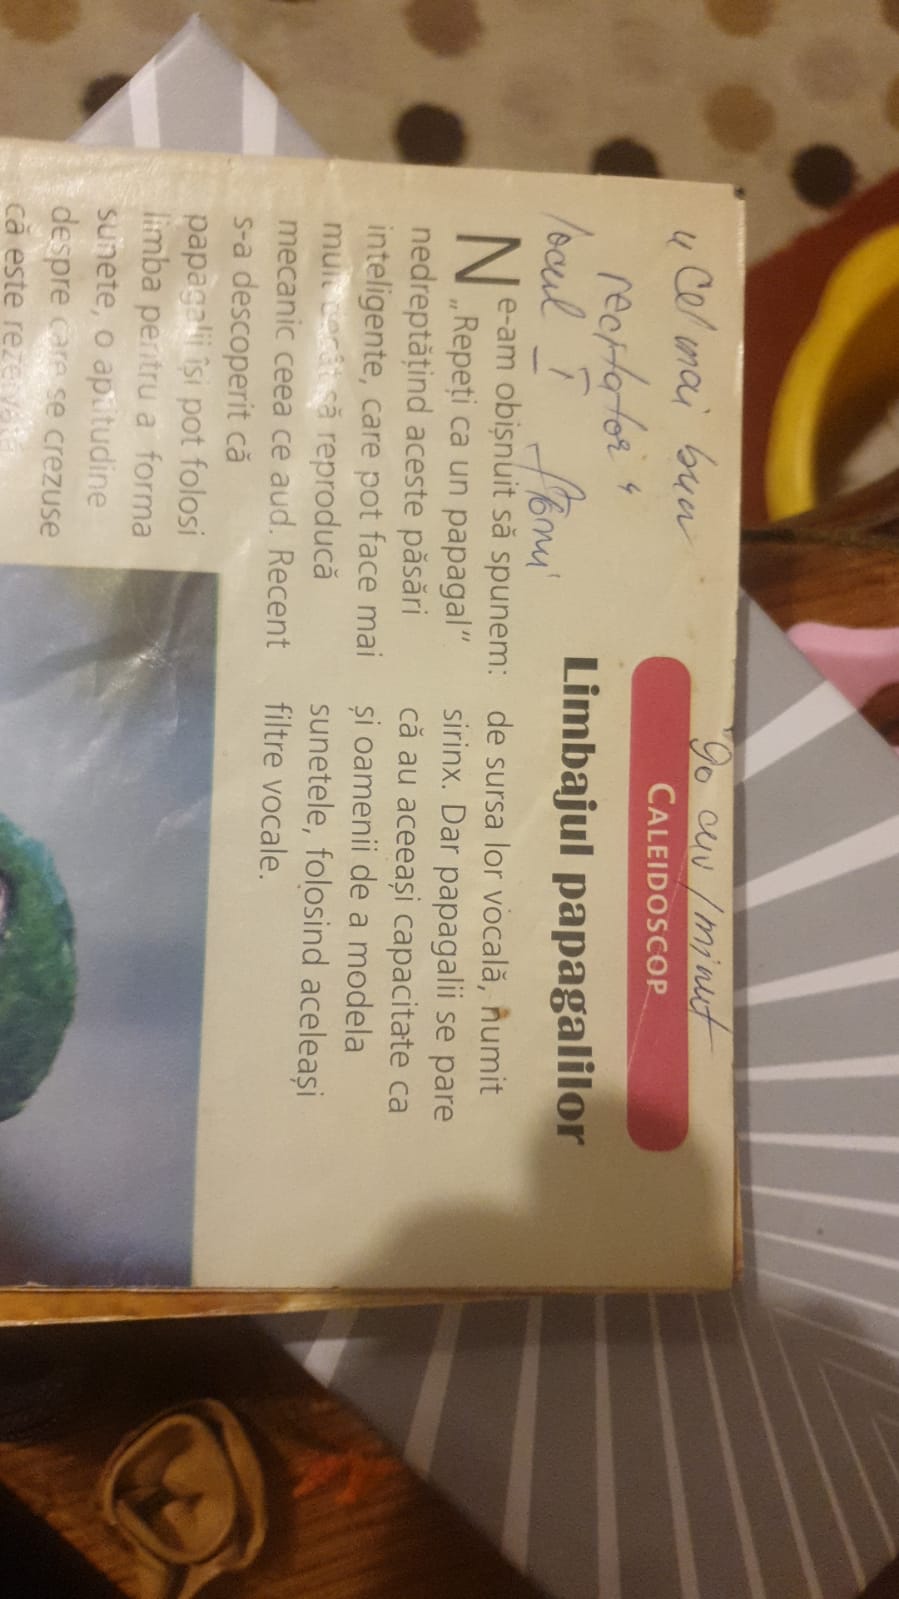 90 cuv/minut
„Cel mai bun
recitator"
locul I
CALEIDOSCOP
Limbajul papagalilor
Ne-am obișnuit să spunem:
„Repeți ca un papagal”
nedreptățind aceste păsări
inteligente, care pot face mai
mult decât să reproducă
mecanic ceea ce aud. Recent
s-a descoperit că
papagalii își pot folosi
limba pentru a forma
sunete, o aptitudine
despre care se crezuse
că este rezervată
de sursa lor vocală, numit
sirinx. Dar papagalii se pare
că au aceeași capacitate ca
și oamenii de a modela
sunetele, folosind aceleași
filtre vocale.